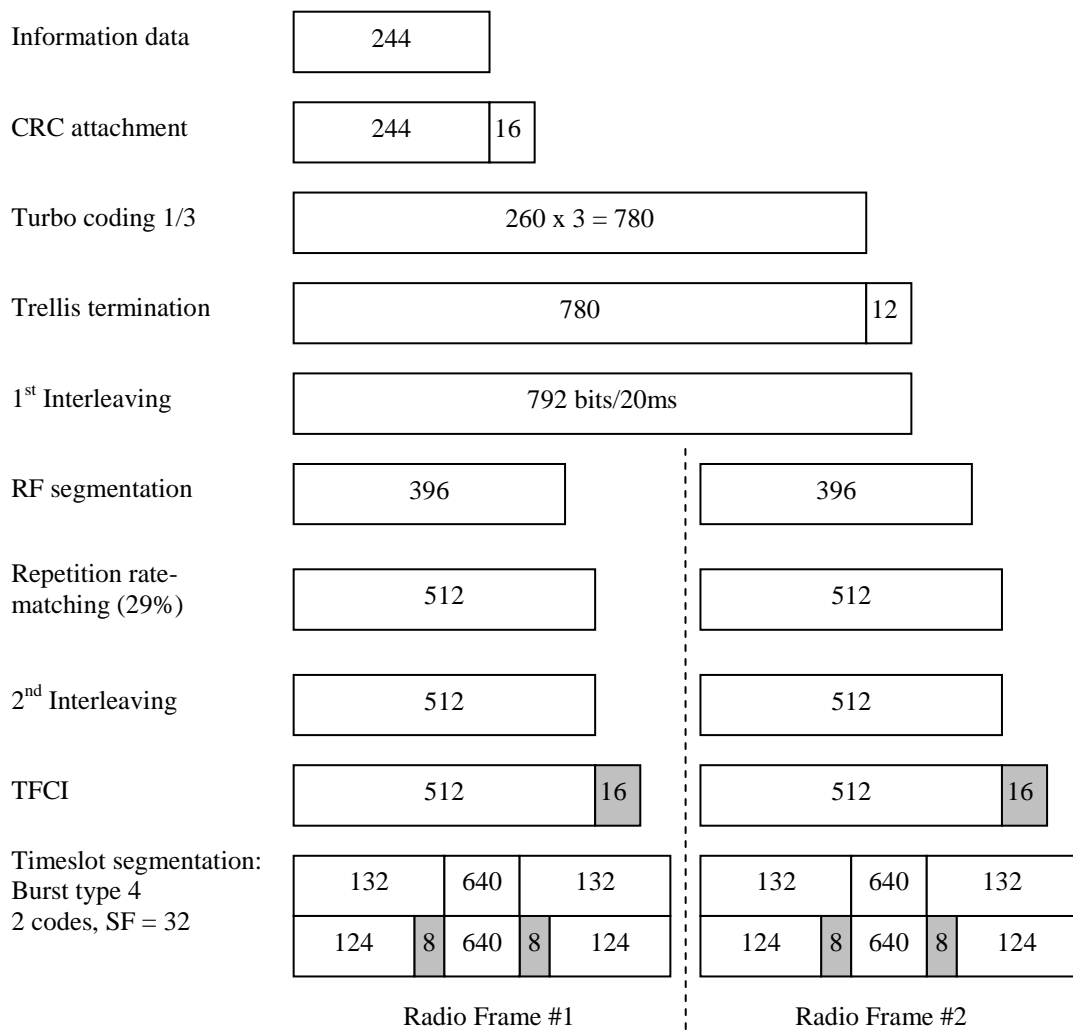 Information data
244
CRC attachment
244 16
Turbo coding 1/3
260 x 3 = 780
Trellis termination
780 12
1st Interleaving
792 bits/20ms
RF segmentation
396 396
Repetition rate-
matching (29%)
512 512
2nd Interleaving
512 512
TFCI
512 16 512 16
Timeslot segmentation:
Burst type 4
2 codes, SF = 32
132 640 132 132 640 132
124 8 640 8 124 124 8 640 8 124
Radio Frame #1 Radio Frame #2